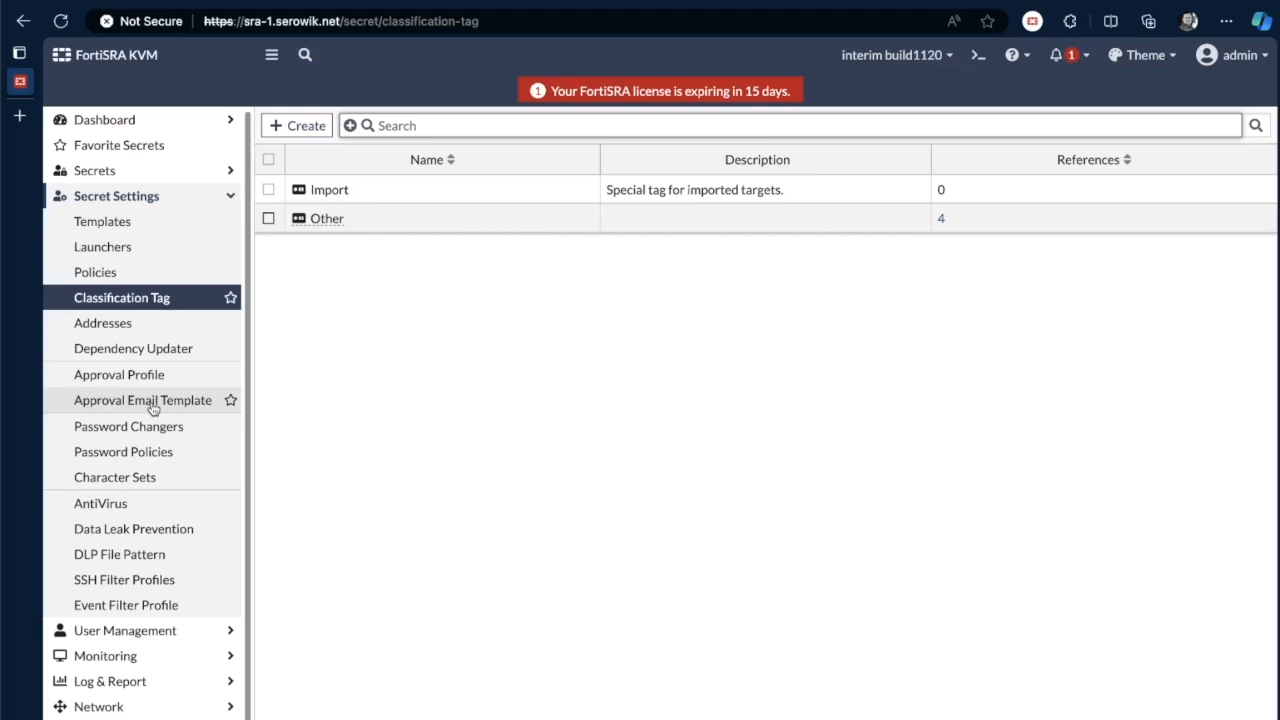 Not Secure https://sra-1.serowik.net/secret/classification-tag
FortiSRA KVM
interim build1120
1
Theme
admin
1 Your FortiSRA license is expiring in 15 days.
Dashboard
Favorite Secrets
Secrets
Secret Settings
Templates
Launchers
Policies
Classification Tag
Addresses
Dependency Updater
Approval Profile
Approval Email Template
Password Changers
Password Policies
Character Sets
AntiVirus
Data Leak Prevention
DLP File Pattern
SSH Filter Profiles
Event Filter Profile
User Management
Monitoring
Log & Report
Network
+ Create
Search
Name Description References
Import Special tag for imported targets. 0
Other 4